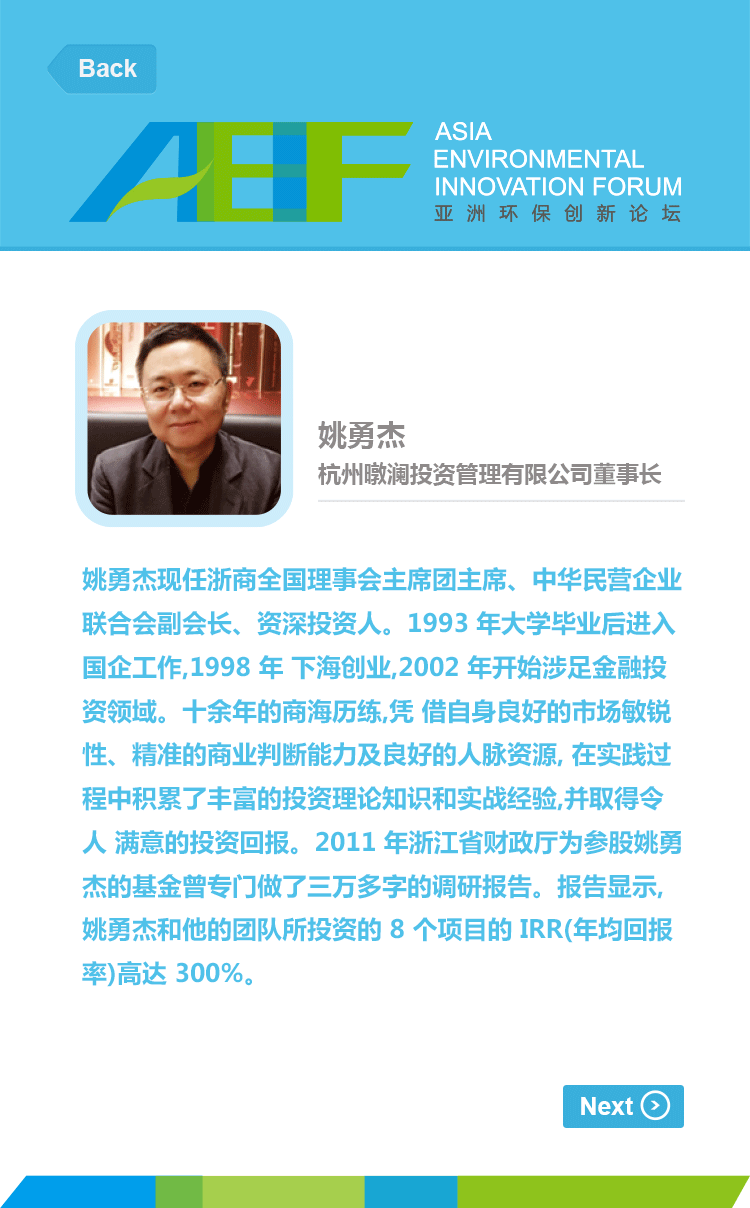 Back
AEIF
ASIA
ENVIRONMENTAL
INNOVATION FORUM
亚洲环保创新论坛
姚勇杰
杭州暾澜投资管理有限公司董事长
姚勇杰现任浙商全国理事会主席团主席、中华民营企业
联合会副会长、资深投资人。1993 年大学毕业后进入
国企工作,1998 年 下海创业,2002 年开始涉足金融投
资领域。十余年的商海历练,凭 借自身良好的市场敏锐
性、精准的商业判断能力及良好的人脉资源, 在实践过
程中积累了丰富的投资理论知识和实战经验,并取得令
人 满意的投资回报。2011 年浙江省财政厅为参股姚勇
杰的基金曾专门做了三万多字的调研报告。报告显示,
姚勇杰和他的团队所投资的 8 个项目的 IRR(年均回报
率)高达 300%。
Next